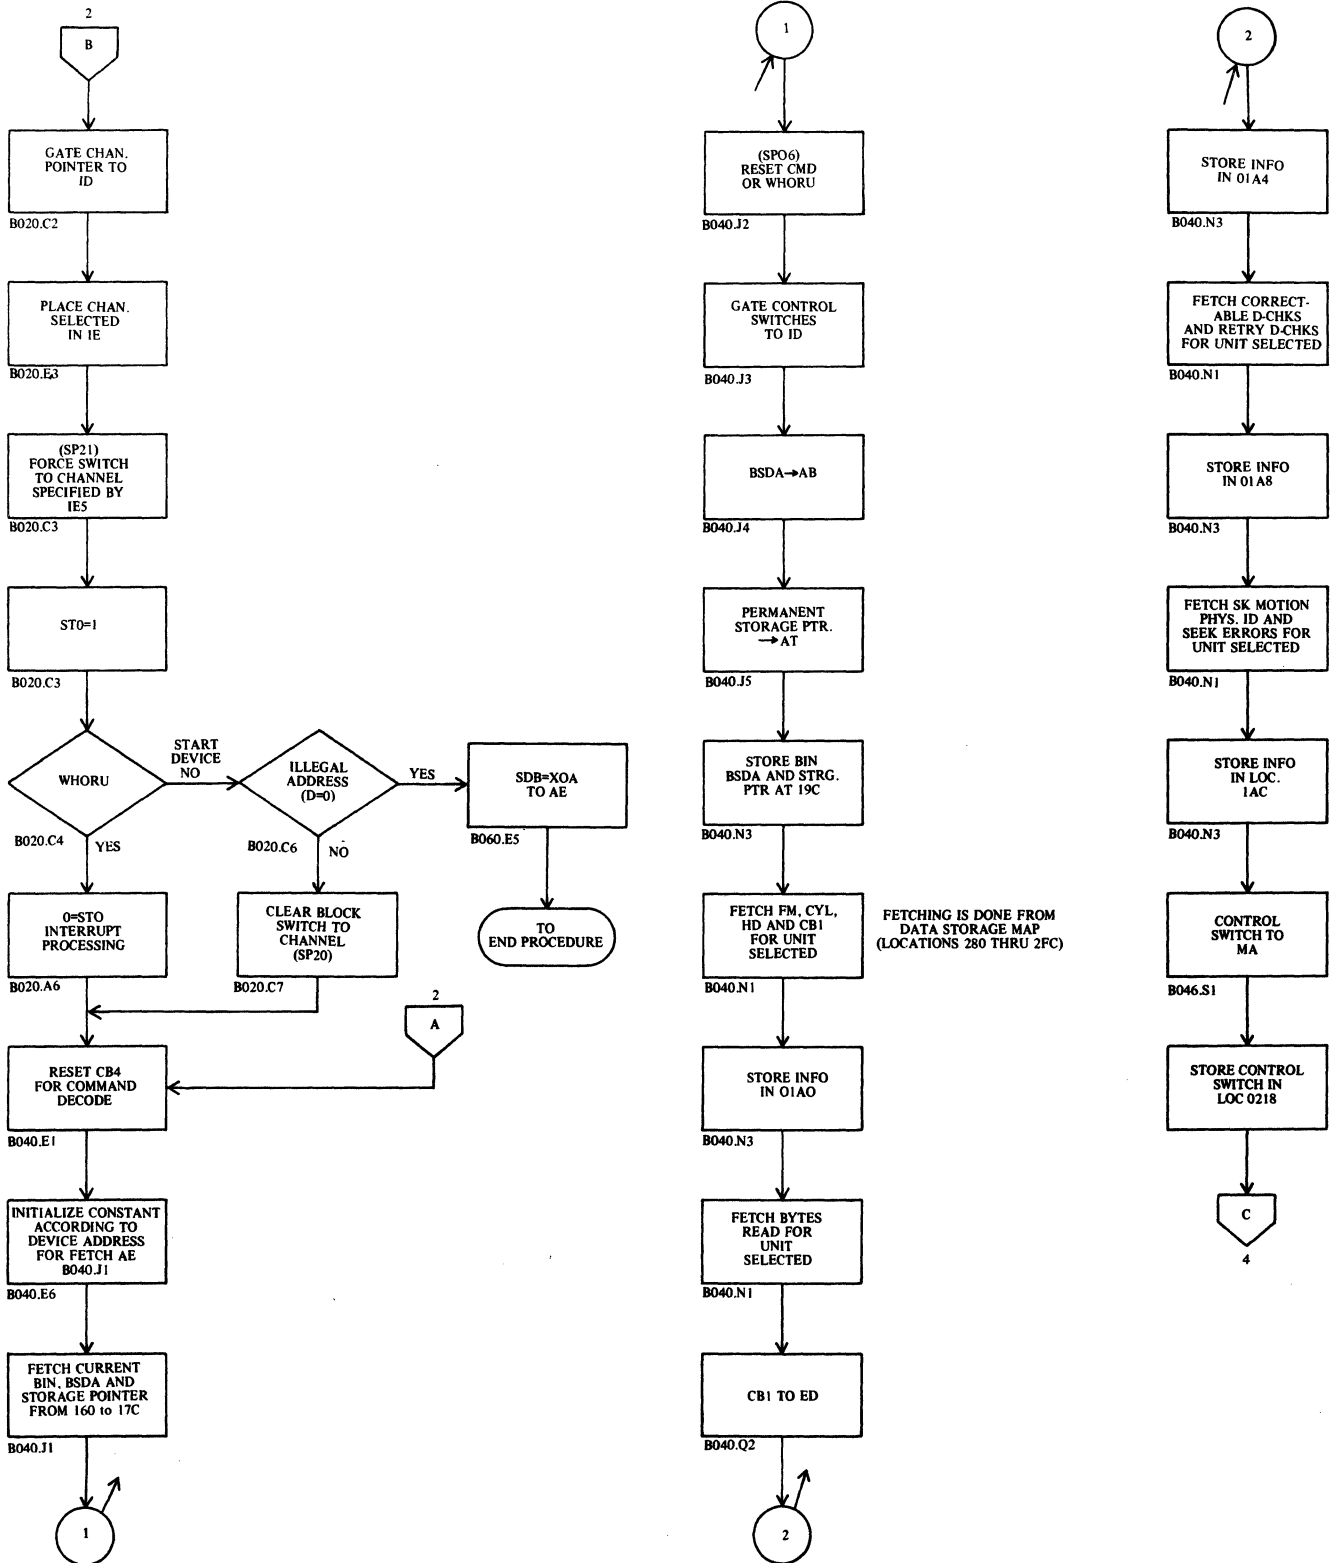 2
B
GATE CHAN.
POINTER TO
ID
B020.C2
PLACE CHAN.
SELECTED
IN IE
B020.E3
(SP21)
FORCE SWITCH
TO CHANNEL
SPECIFIED BY
IE5
B020.C3
ST0=1
B020.C3
WHORU
B020.C4
YES
START
DEVICE
NO
ILLEGAL
ADDRESS
(D=0)
B020.C6
NO
YES
SDB=XOA
TO AE
B060.E5
TO
END PROCEDURE
0=STO
INTERRUPT
PROCESSING
B020.A6
CLEAR BLOCK
SWITCH TO
CHANNEL
(SP20)
B020.C7
2
A
RESET CB4
FOR COMMAND
DECODE
B040.E1
INITIALIZE CONSTANT
ACCORDING TO
DEVICE ADDRESS
FOR FETCH AE
B040.J1
B040.E6
FETCH CURRENT
BIN, BSDA AND
STORAGE POINTER
FROM 160 to 17C
B040.J1
1
1
(SPO6)
RESET CMD
OR WHORU
B040.J2
GATE CONTROL
SWITCHES
TO ID
B040.J3
BSDA→AB
B040.J4
PERMANENT
STORAGE PTR.
→AT
B040.J5
STORE BIN
BSDA AND STRG.
PTR AT 19C
B040.N3
FETCH FM, CYL,
HD AND CB1
FOR UNIT
SELECTED
B040.N1
FETCHING IS DONE FROM
DATA STORAGE MAP
(LOCATIONS 280 THRU 2FC)
STORE INFO
IN O1AO
B040.N3
FETCH BYTES
READ FOR
UNIT
SELECTED
B040.N1
CB1 TO ED
B040.Q2
2
2
STORE INFO
IN 01A4
B040.N3
FETCH CORRECT-
ABLE D-CHKS
AND RETRY D-CHKS
FOR UNIT SELECTED
B040.N1
STORE INFO
IN 01A8
B040.N3
FETCH SK MOTION
PHYS. ID AND
SEEK ERRORS FOR
UNIT SELECTED
B040.N1
STORE INFO
IN LOC.
1AC
B040.N3
CONTROL
SWITCH TO
MA
B046.S1
STORE CONTROL
SWITCH IN
LOC 0218
C
4